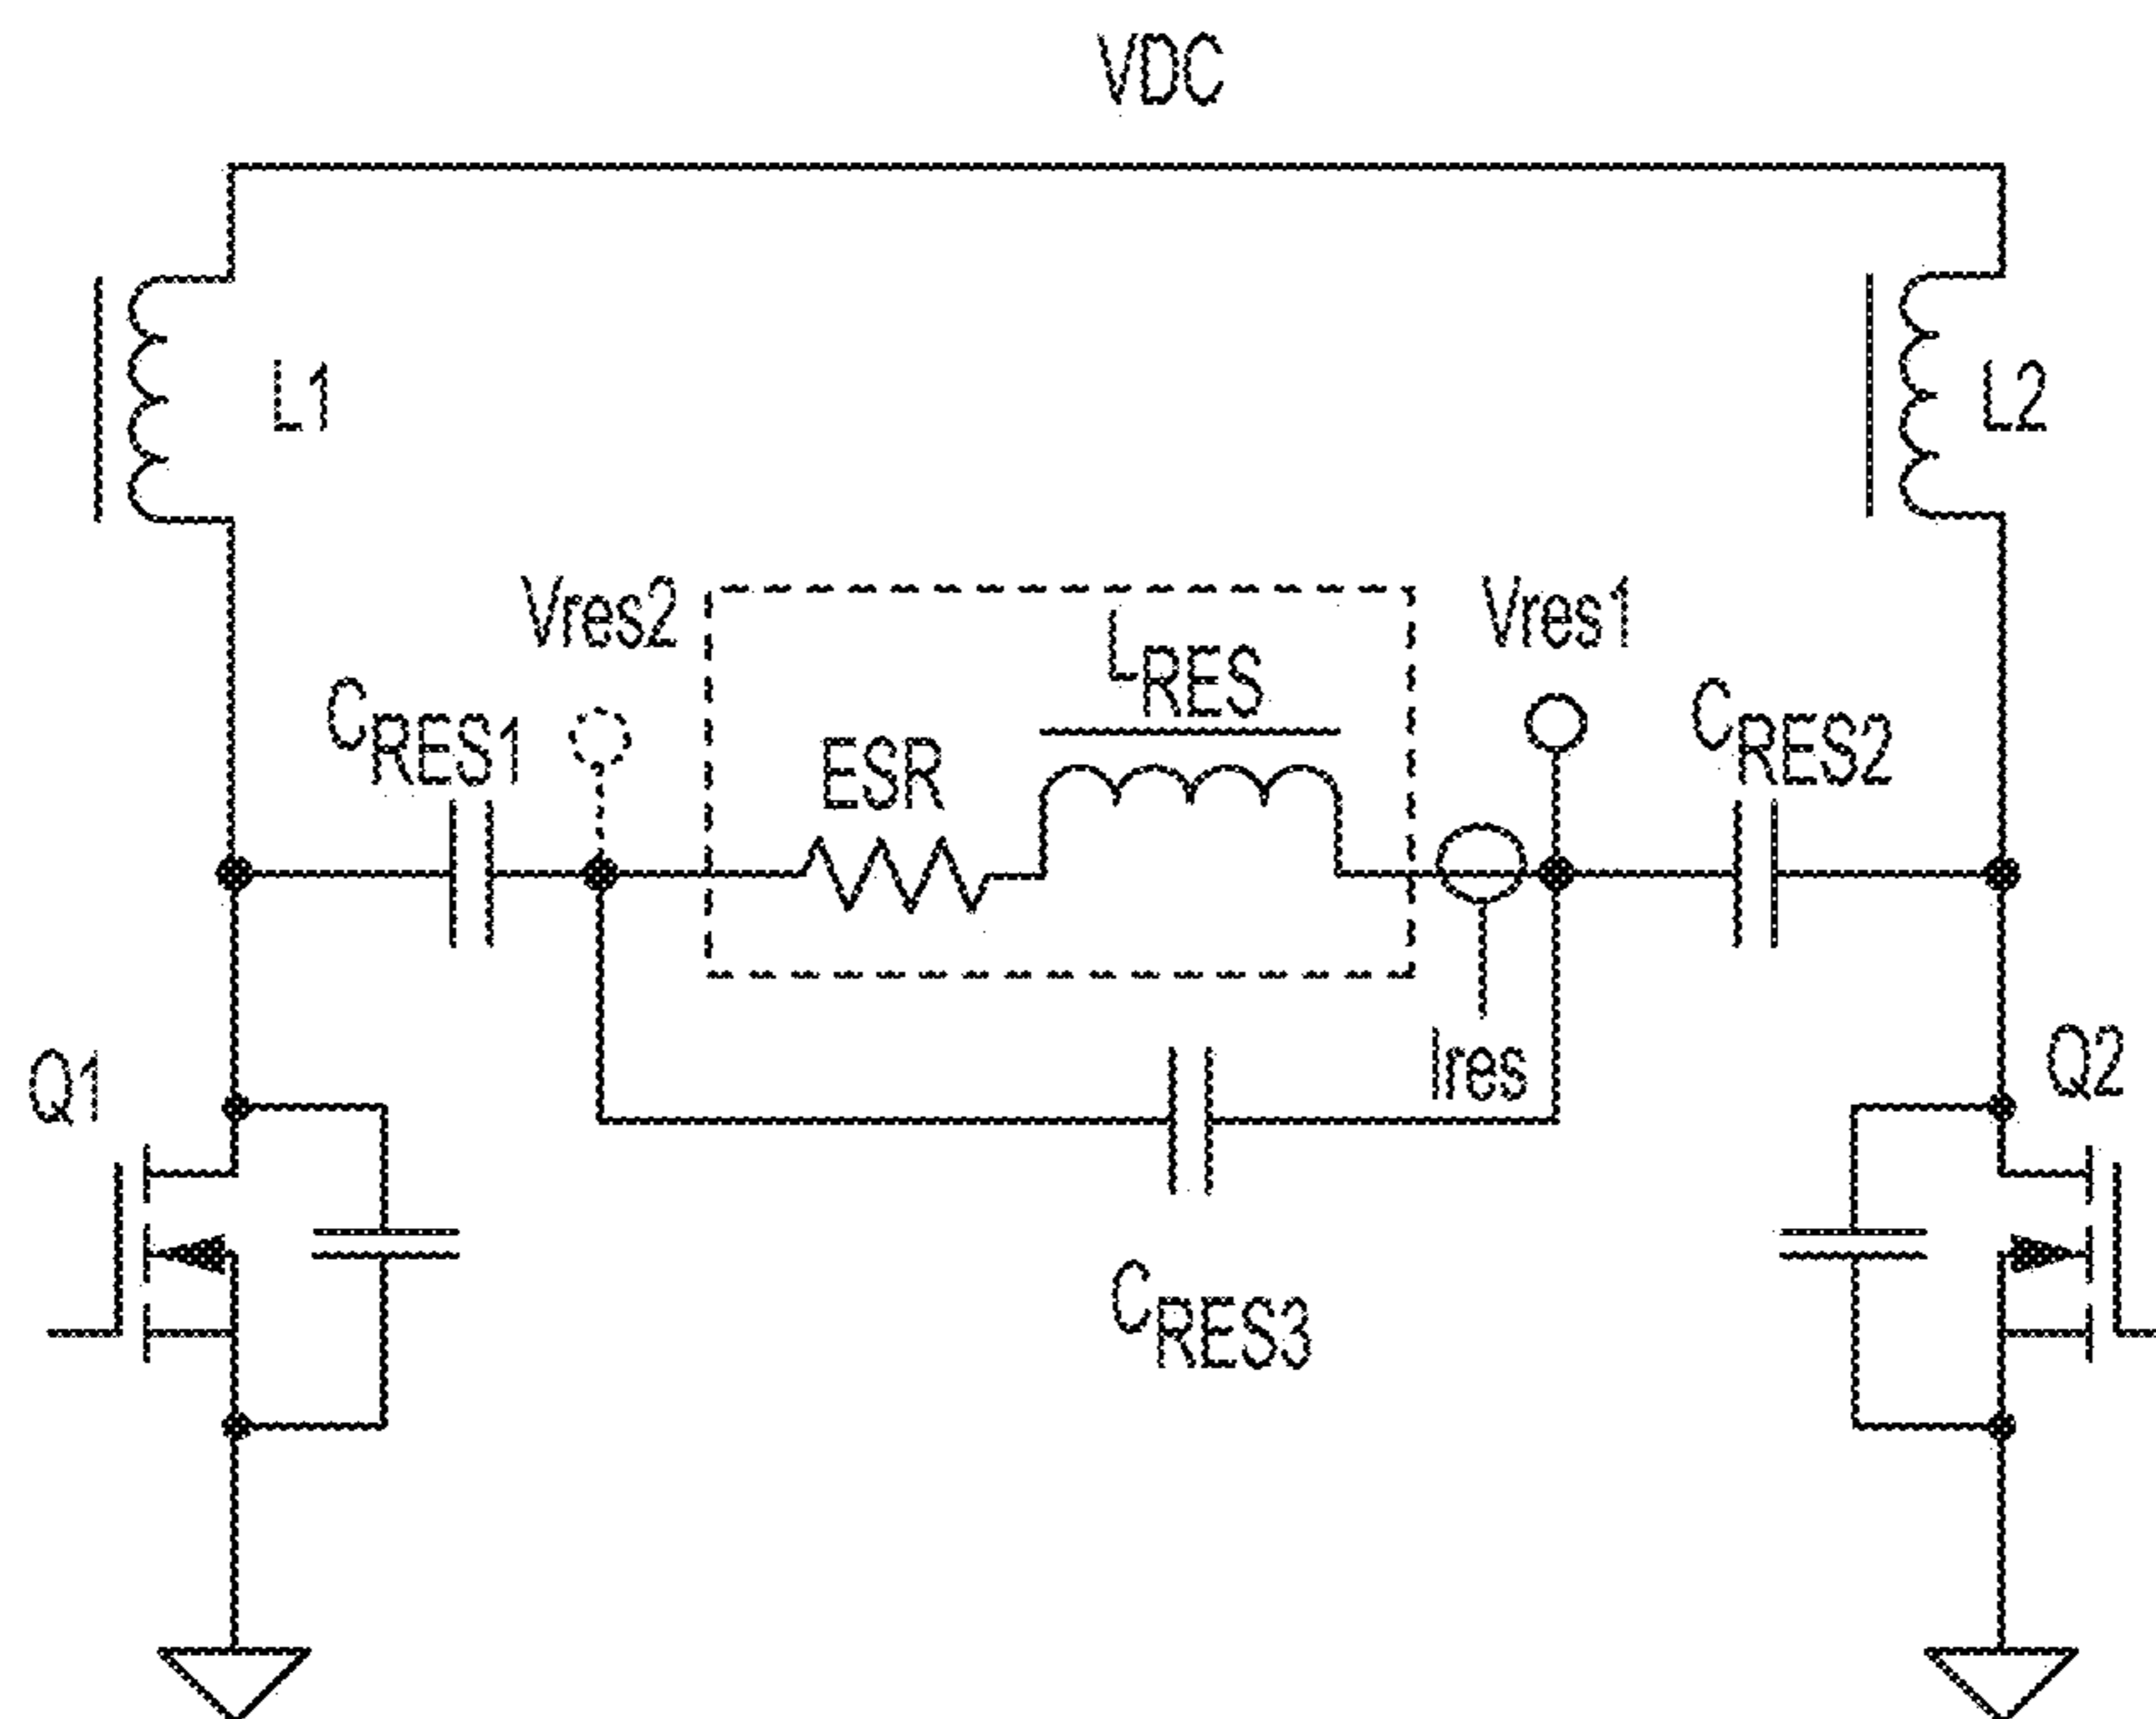 VDC
L1
L2
Vres2
LRES
Vres1
CRES1
ESR
CRES2
Ires
Q1
Q2
CRES3